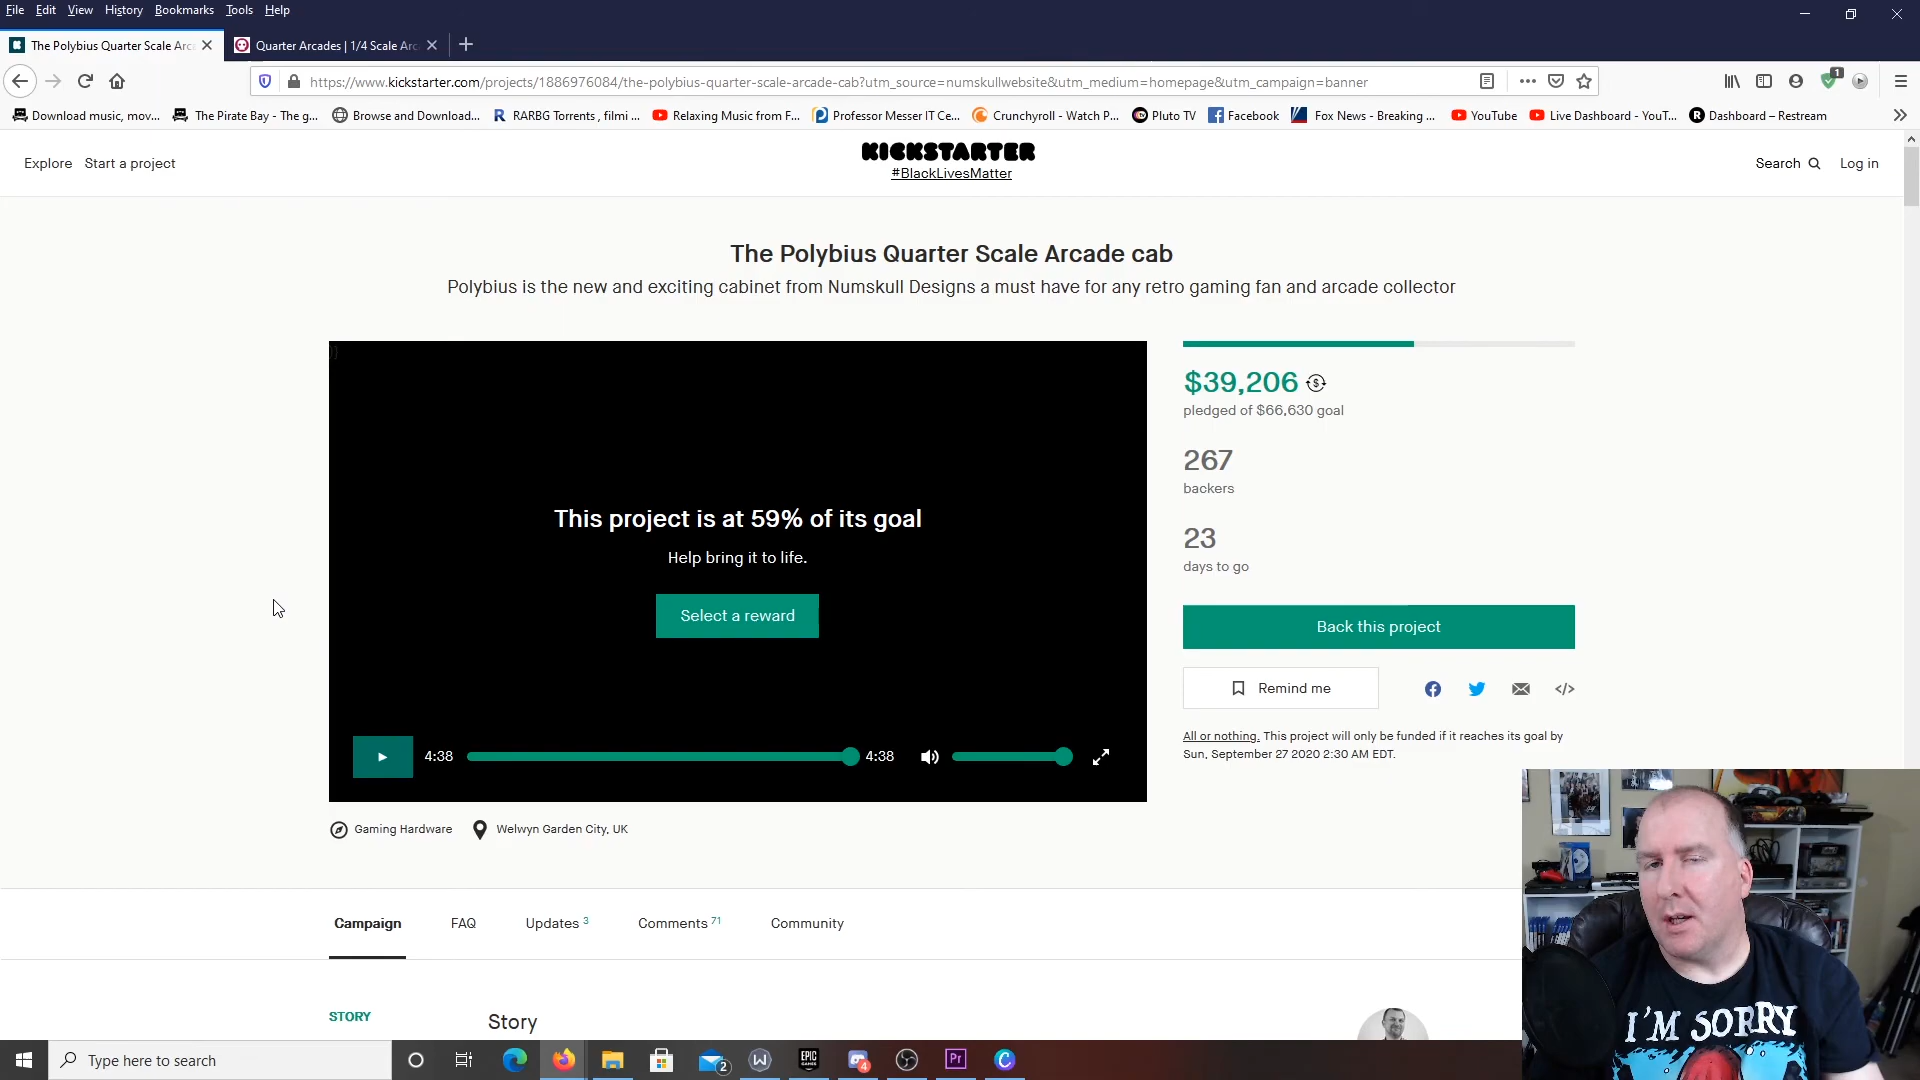 File Edit View History Bookmarks Tools Help
The Polybius Quarter Scale Arc
Quarter Arcades | 1/4 Scale Arc
https://www.kickstarter.com/projects/1886976084/the-polybius-quarter-scale-arcade-cab?utm_source=numskullwebsite&utm_medium=homepage&utm_campaign=banner
1
Download music, mov... The Pirate Bay - The g... Browse and Download... RARBG Torrents , filmi ... Relaxing Music from F... Professor Messer IT Ce... Crunchyroll - Watch P... Pluto TV Facebook Fox News - Breaking ... YouTube Live Dashboard - YouT... Dashboard – Restream
Explore Start a project
KICKSTARTER
#BlackLivesMatter
Search Log in
The Polybius Quarter Scale Arcade cab
Polybius is the new and exciting cabinet from Numskull Designs a must have for any retro gaming fan and arcade collector
This project is at 59% of its goal
Help bring it to life.
Select a reward
4:38 4:38
$39,206
pledged of $66,630 goal
267
backers
23
days to go
Back this project
Remind me
All or nothing. This project will only be funded if it reaches its goal by
Sun, September 27 2020 2:30 AM EDT.
Gaming Hardware Welwyn Garden City, UK
Campaign FAQ Updates 3 Comments 71 Community
STORY
Story
I'M SORRY
Type here to search
2
EPIC GAMES
4
Pr